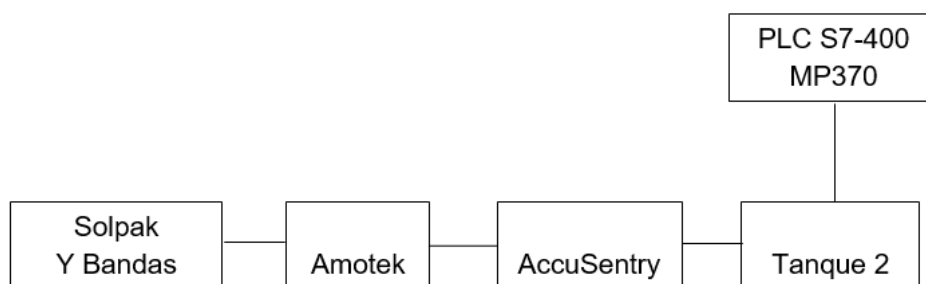 PLC S7-400
MP370
Solpak
Y Bandas
Amotek
AccuSentry
Tanque 2